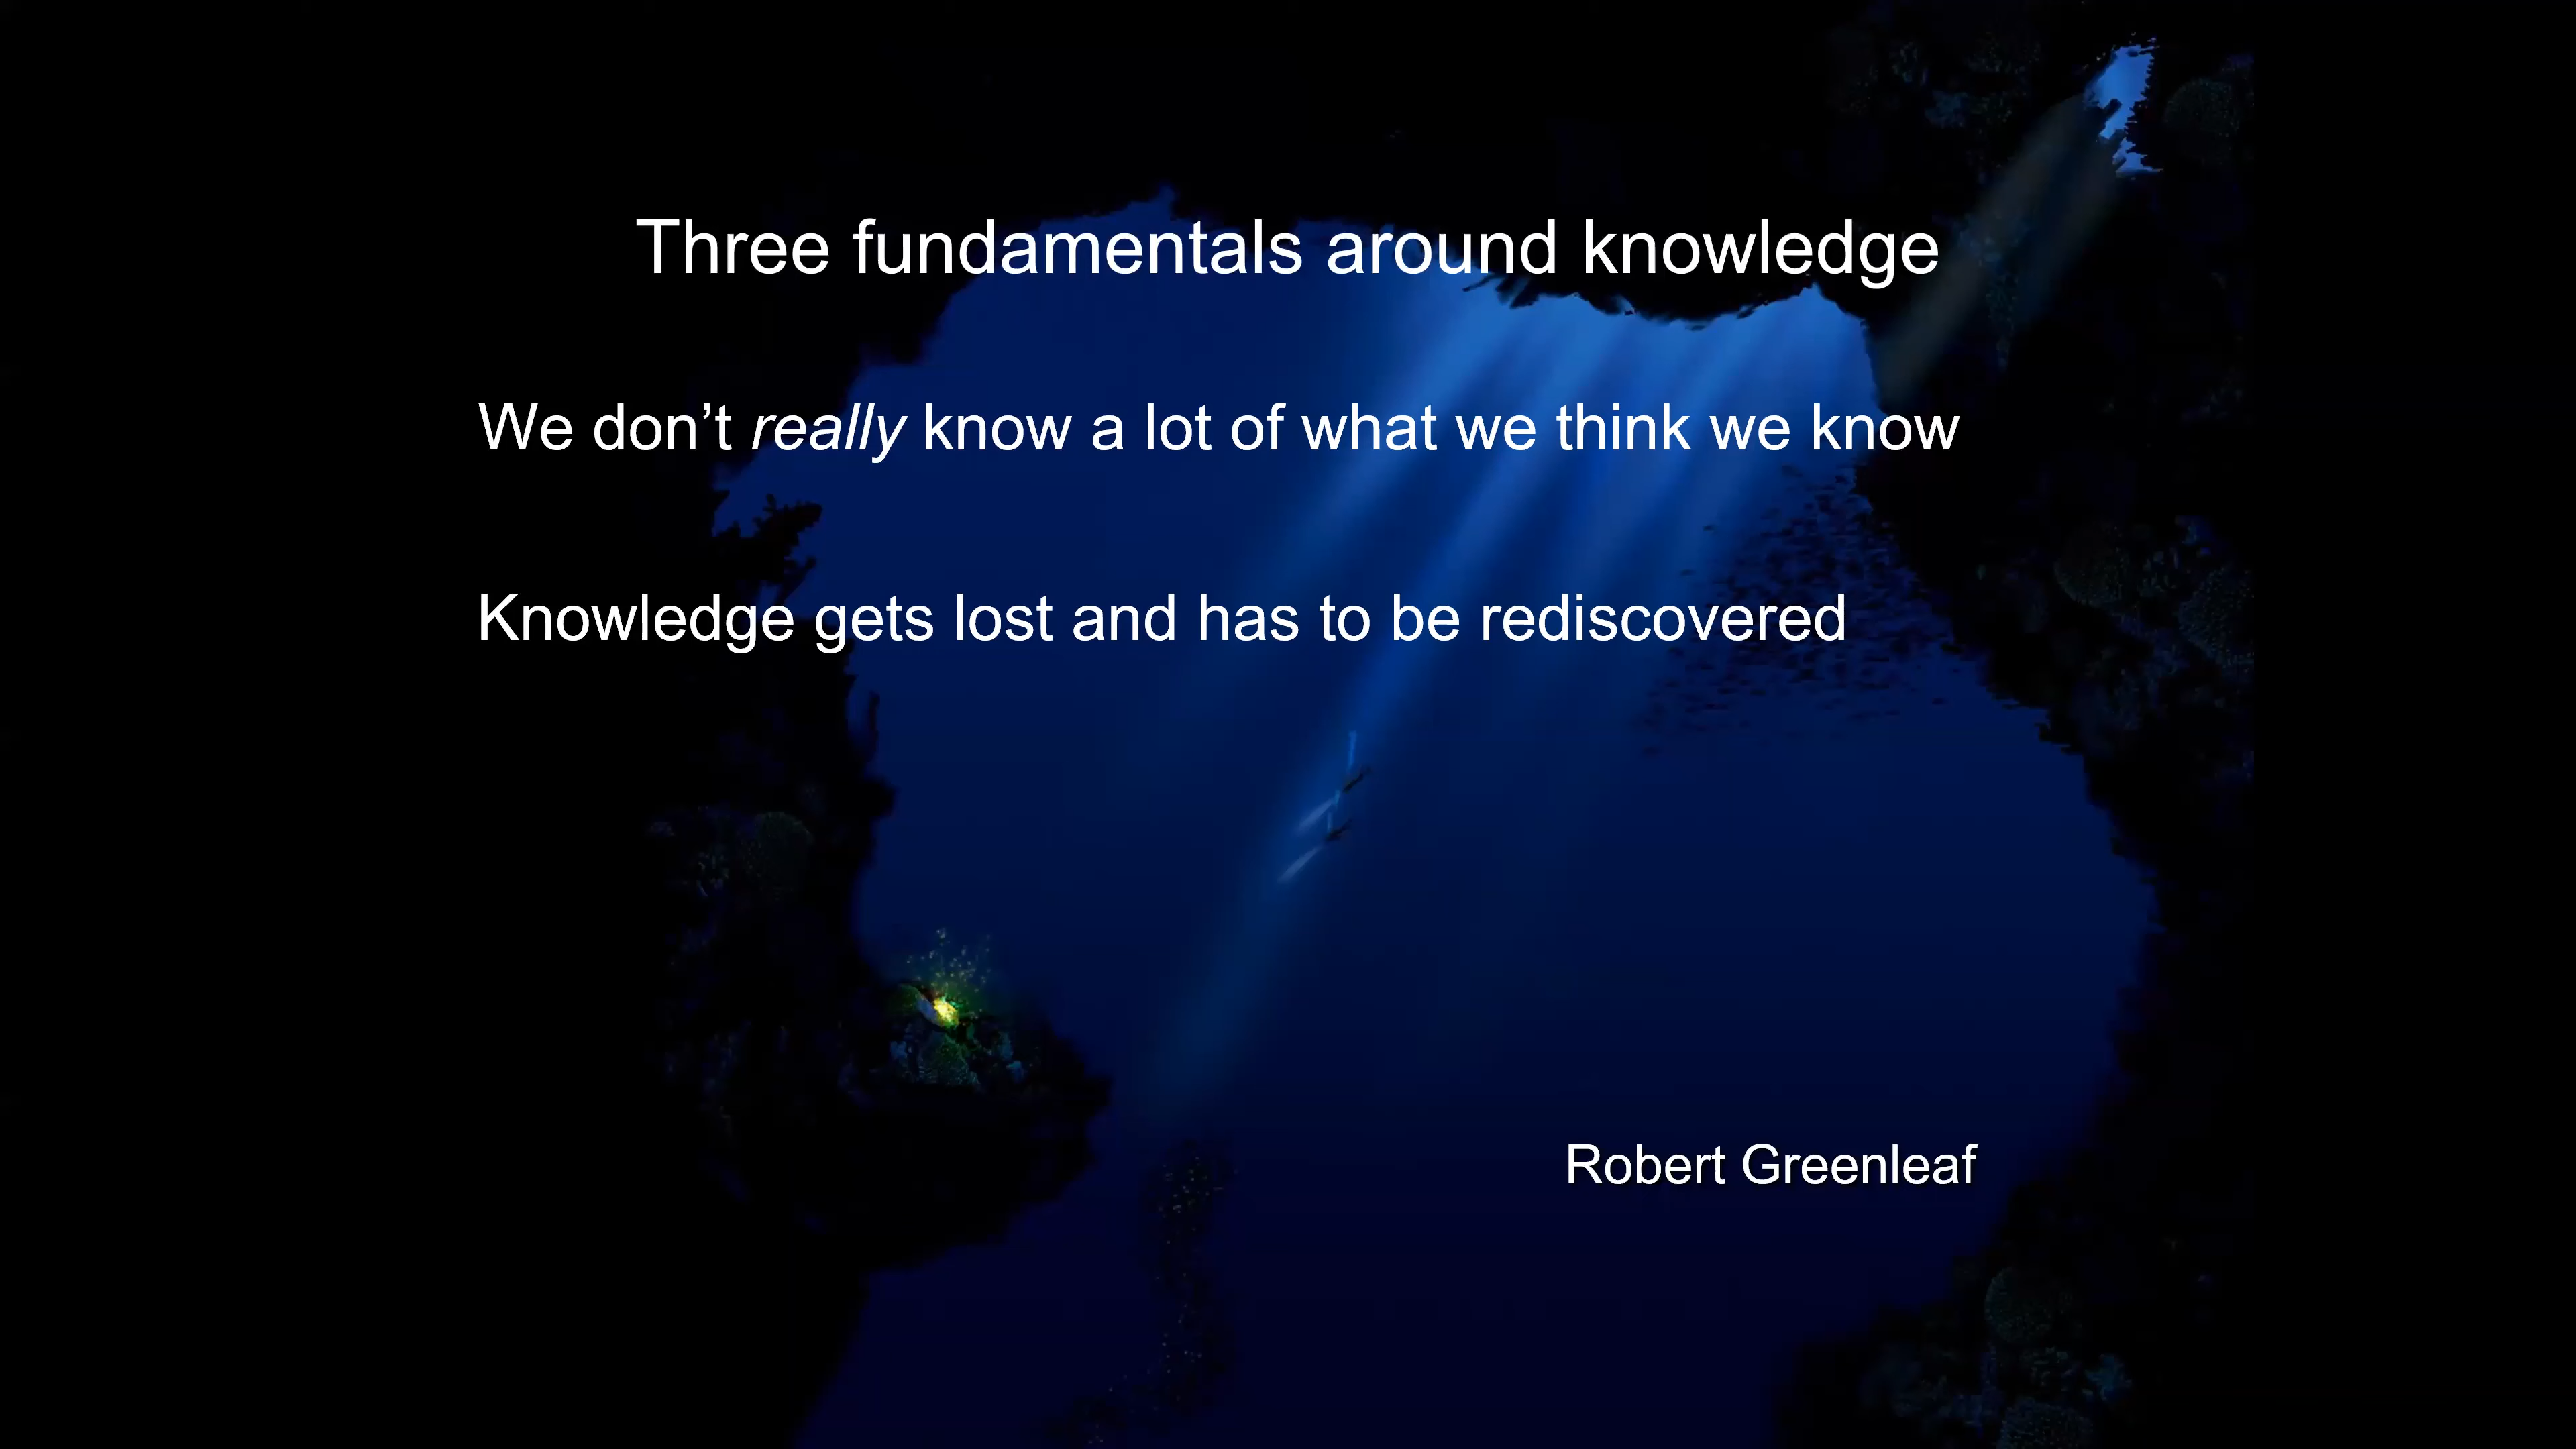 Three fundamentals around knowledge
We don’t really know a lot of what we think we know
Knowledge gets lost and has to be rediscovered
Robert Greenleaf